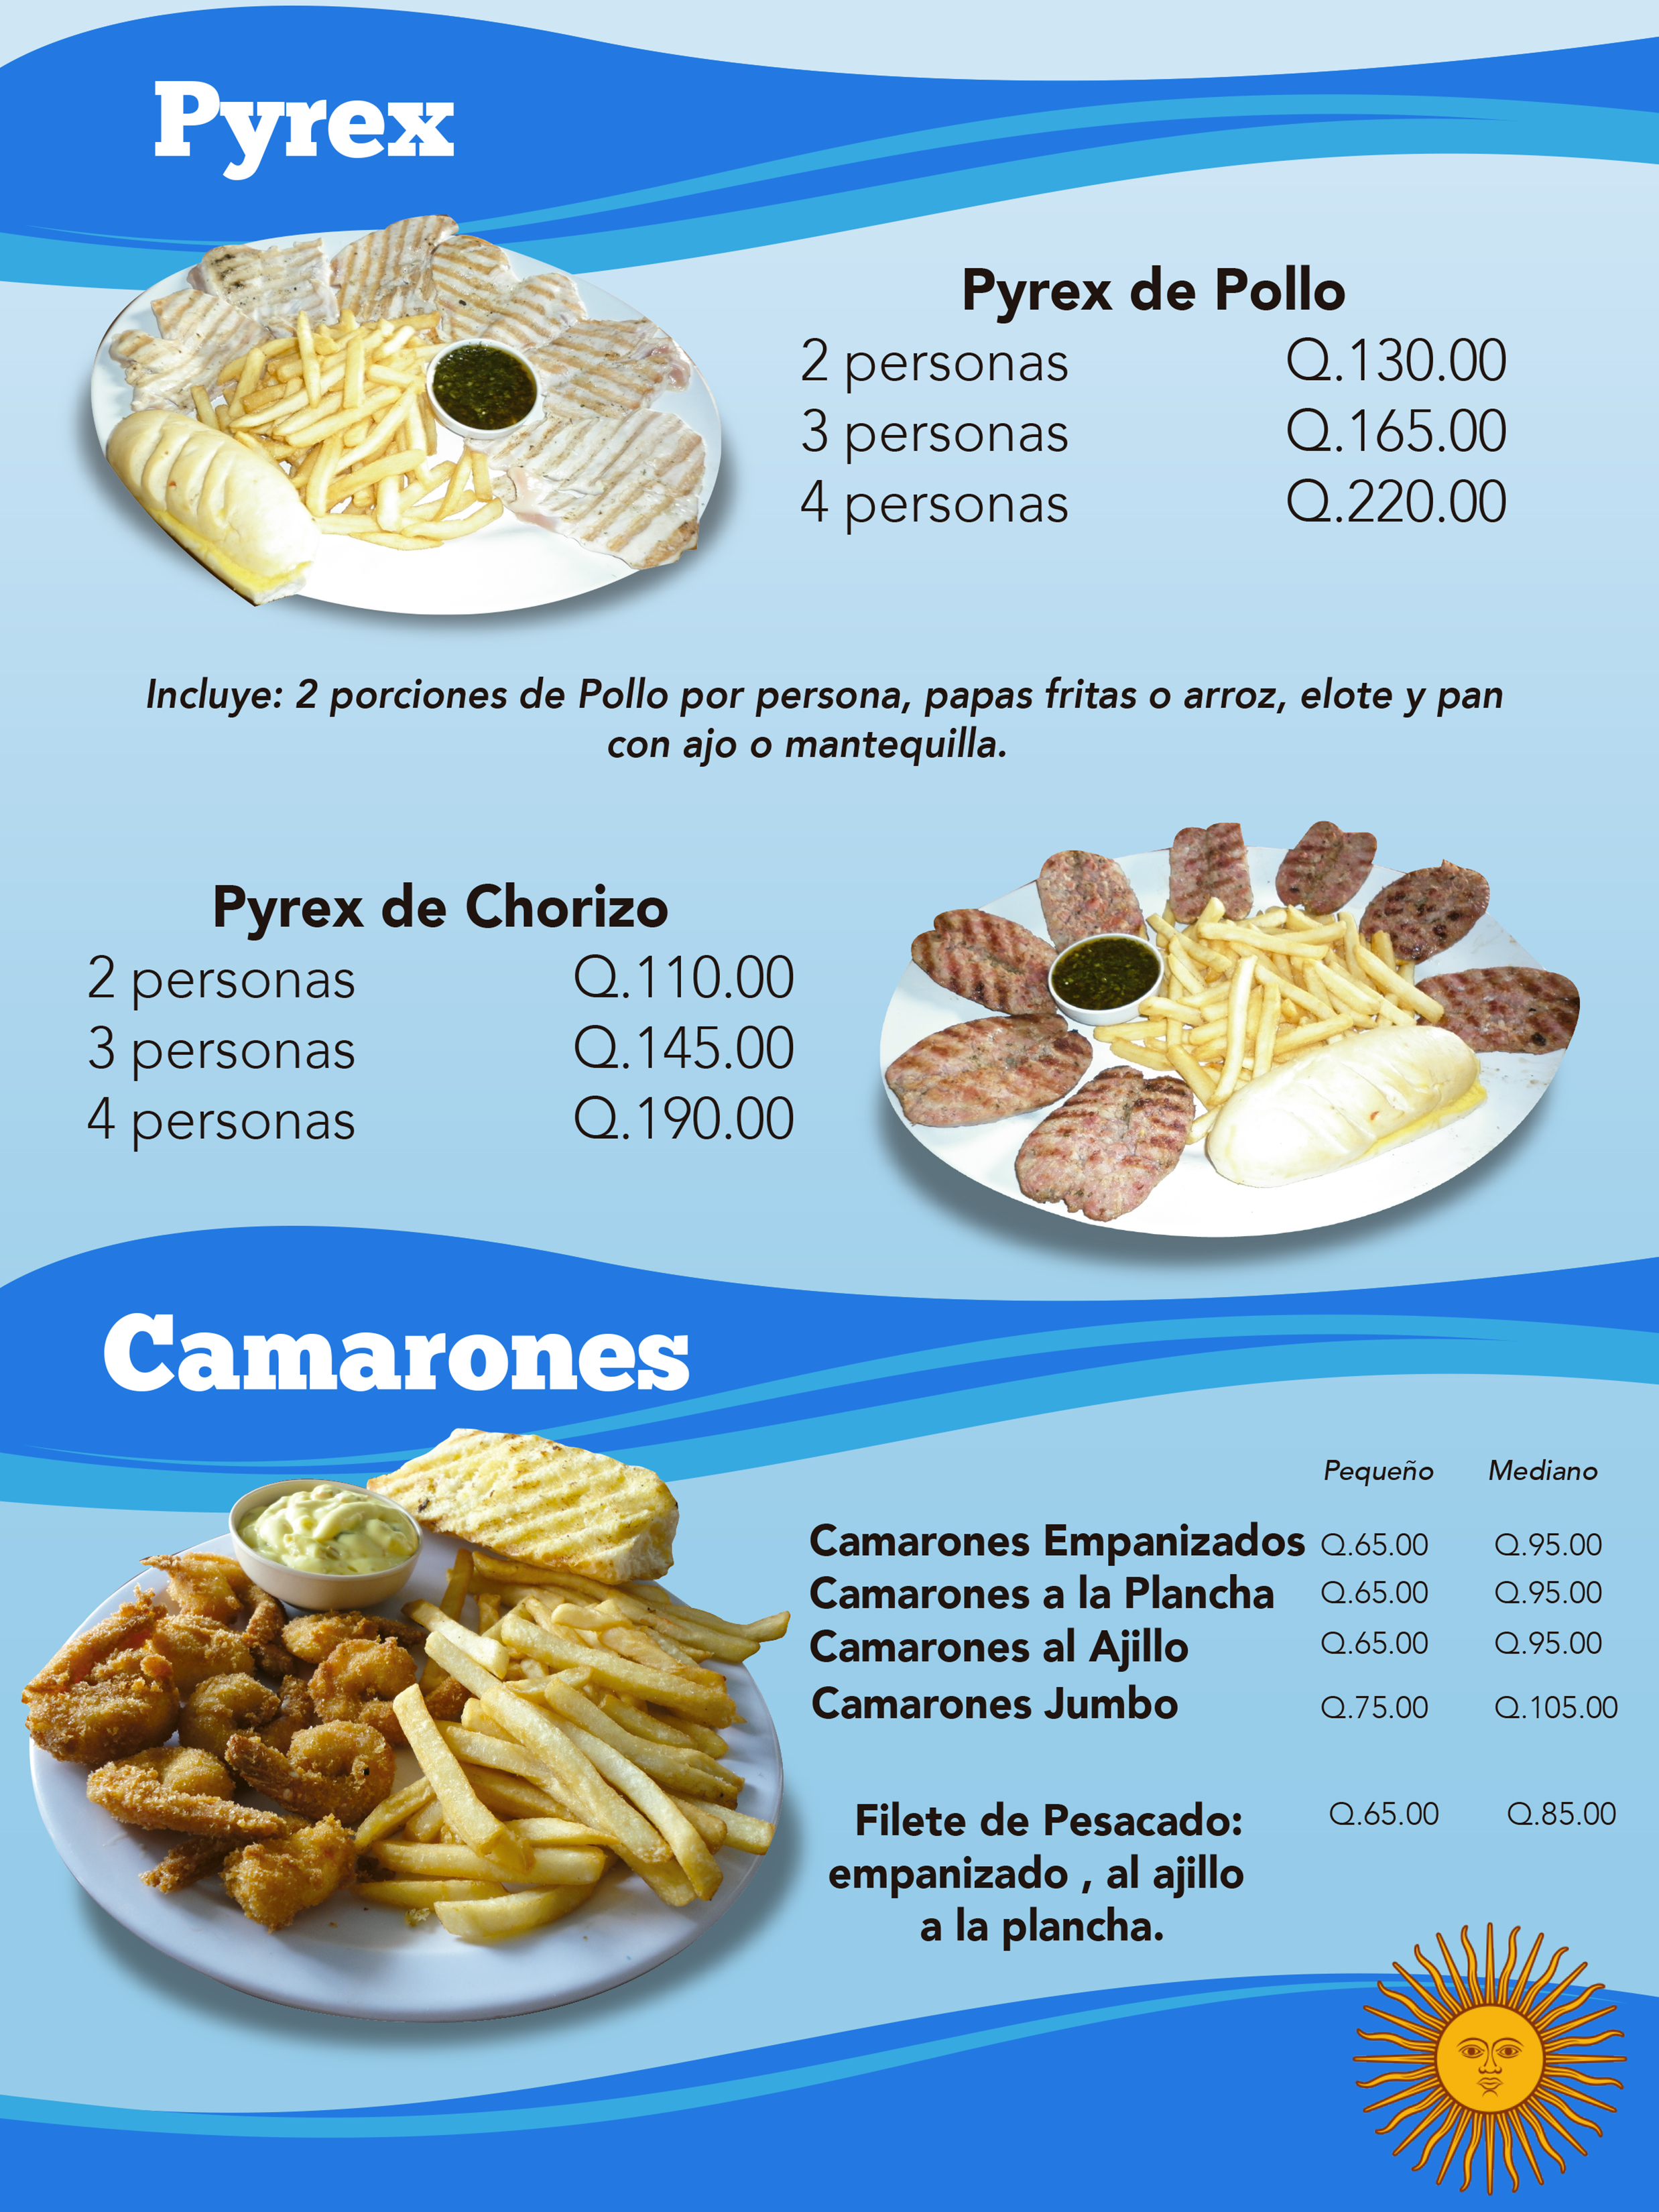 Pyrex
Pyrex de Pollo
2 personas Q.130.00
3 personas Q.165.00
4 personas Q.220.00
Incluye: 2 porciones de Pollo por persona, papas fritas o arroz, elote y pan
con ajo o mantequilla.
Pyrex de Chorizo
2 personas Q.110.00
3 personas Q.145.00
4 personas Q.190.00
Camarones
Pequeño Mediano
Camarones Empanizados Q.65.00 Q.95.00
Camarones a la Plancha Q.65.00 Q.95.00
Camarones al Ajillo Q.65.00 Q.95.00
Camarones Jumbo Q.75.00 Q.105.00
Filete de Pesacado: Q.65.00 Q.85.00
empanizado , al ajillo
a la plancha.